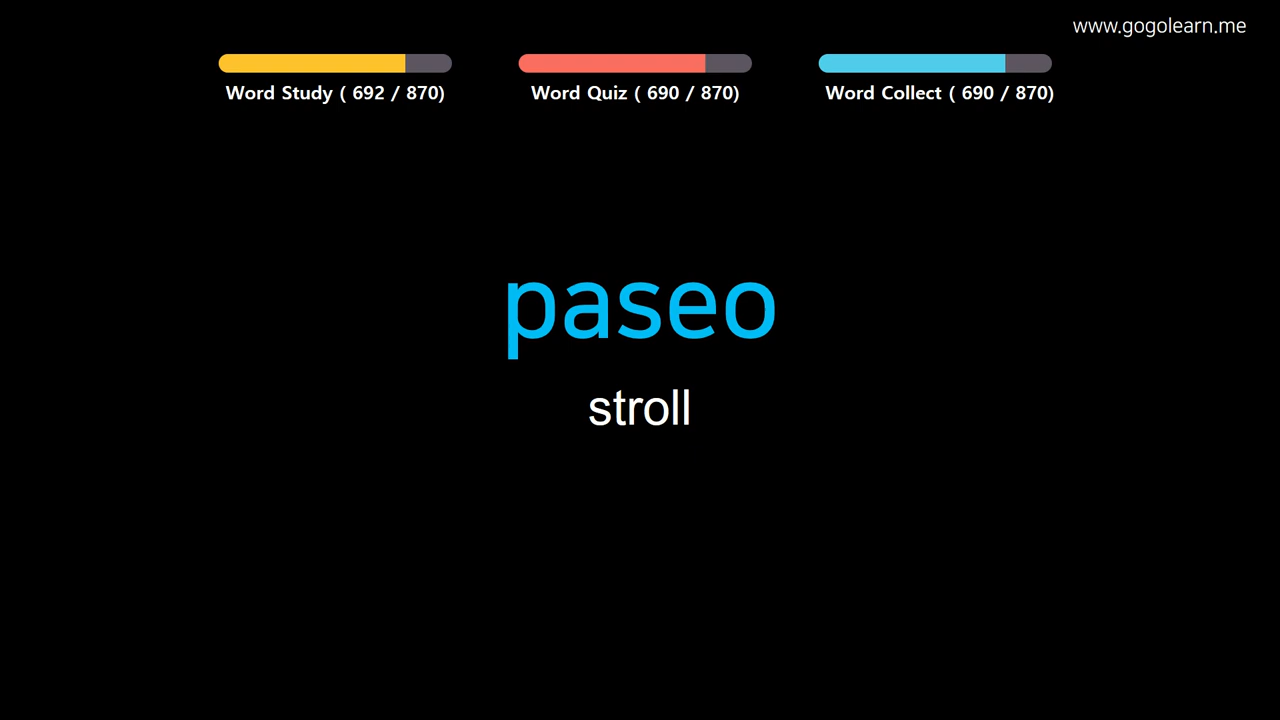 www.gogolearn.me
Word Study ( 692 / 870)
Word Quiz ( 690 / 870)
Word Collect ( 690 / 870)
paseo
stroll